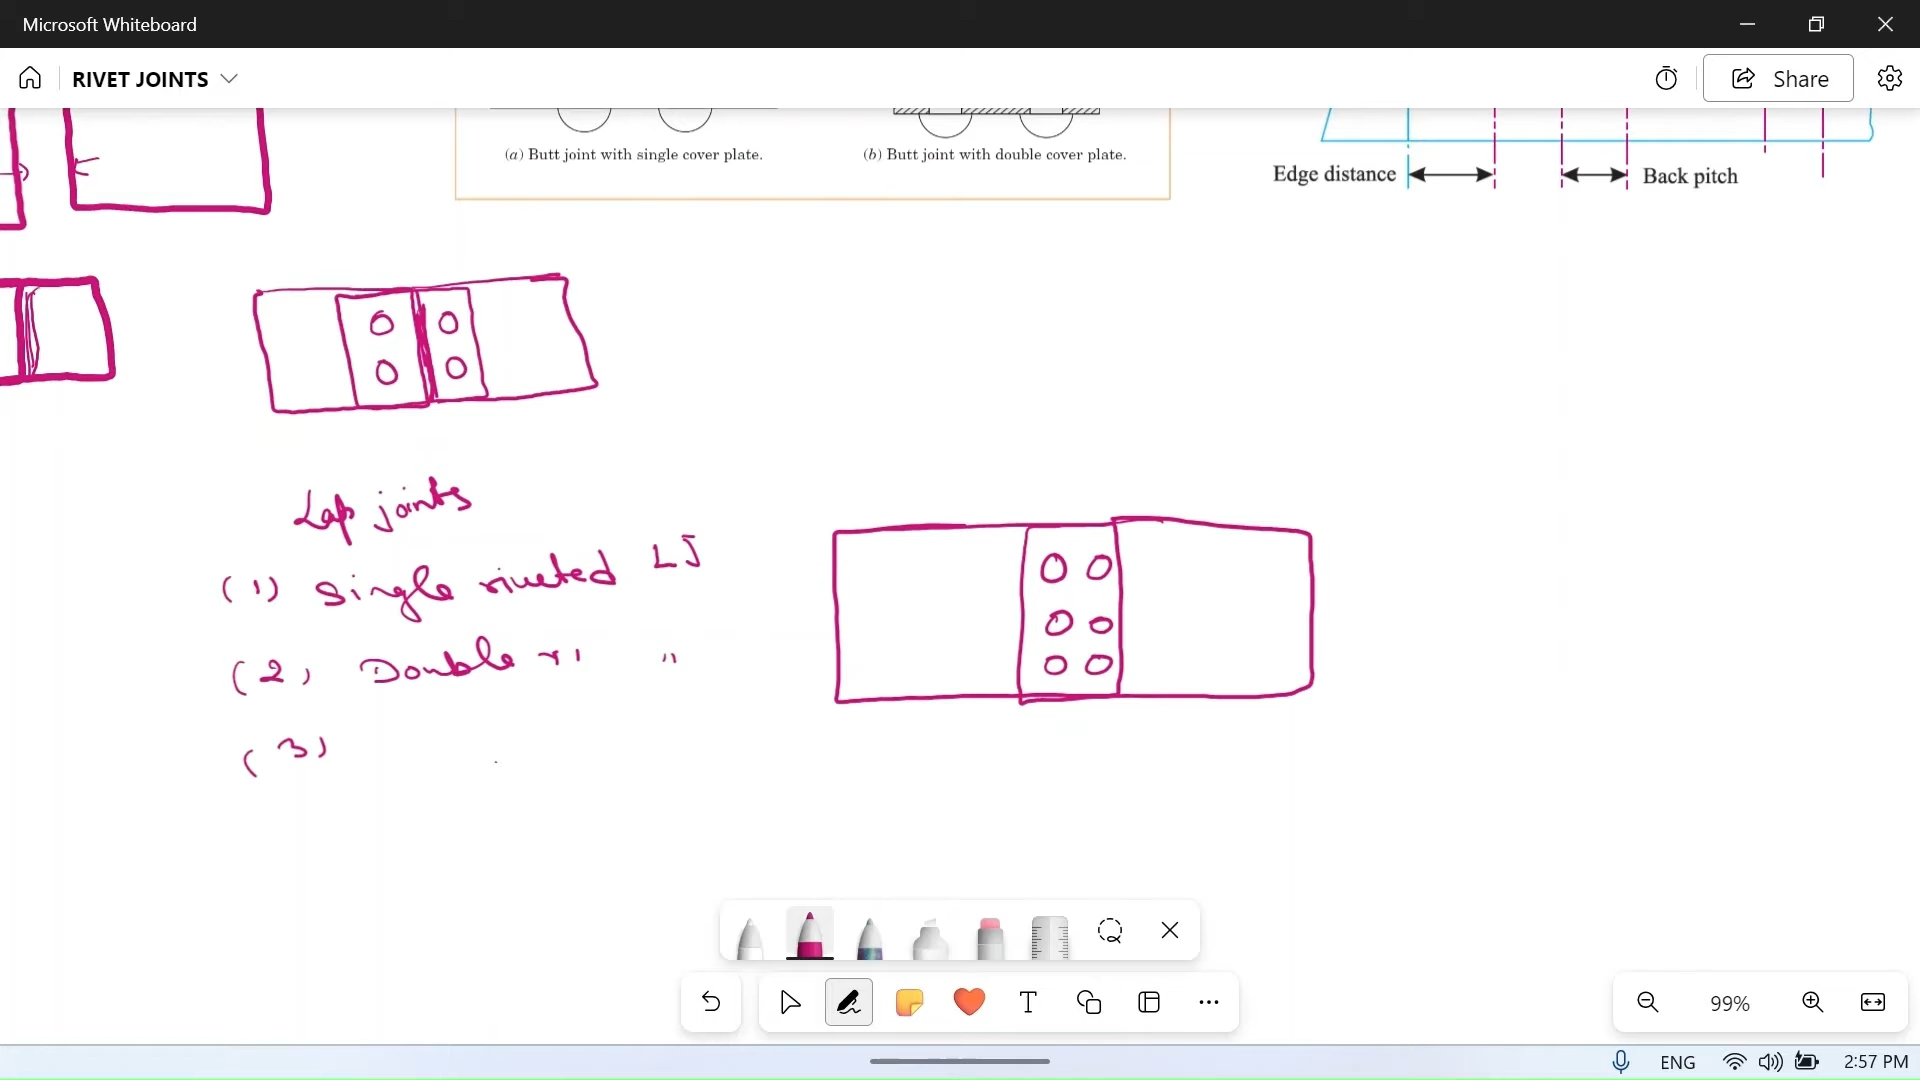 Microsoft Whiteboard
RIVET JOINTS
Share
(a) Butt joint with single cover plate.
(b) Butt joint with double cover plate.
Edge distance
Back pitch
Lap joints
(1) Single riveted LJ
(2) Double ri "
(3)
99%
ENG
2:57 PM